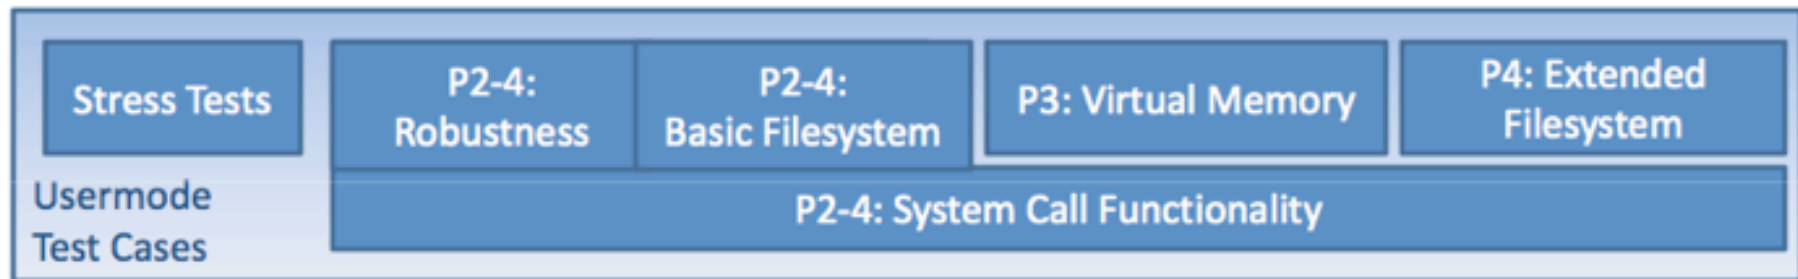 Stress Tests
P2-4:
Robustness
P2-4:
Basic Filesystem
P3: Virtual Memory
P4: Extended
Filesystem
Usermode
Test Cases
P2-4: System Call Functionality